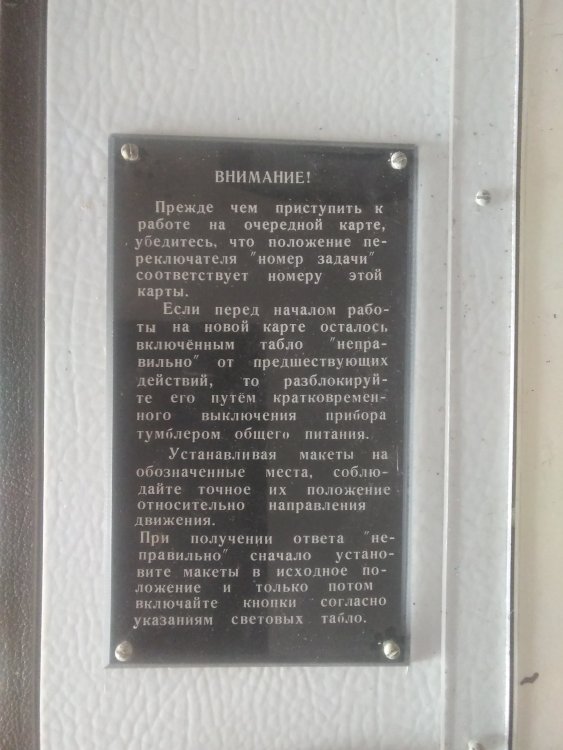 ВНИМАНИЕ!
Прежде чем приступить к
работе на очередной карте,
убедитесь, что положение пе-
реключателя "номер задачи"
соответствует номеру этой
карты.
Если перед началом рабо-
ты на новой карте осталось
включённым табло "непра-
вильно" от предшествующих
действий, то разблокируй-
те его путём кратковремен-
ного выключения прибора
тумблером общего питания.
Устанавливая макеты на
обозначенные места, соблю-
дайте точное их положение
относительно направления
движения.
При получении ответа "не-
правильно" сначало устано-
вите макеты в исходное по-
ложение и только потом
включайте кнопки согласно
указаниям световых табло.